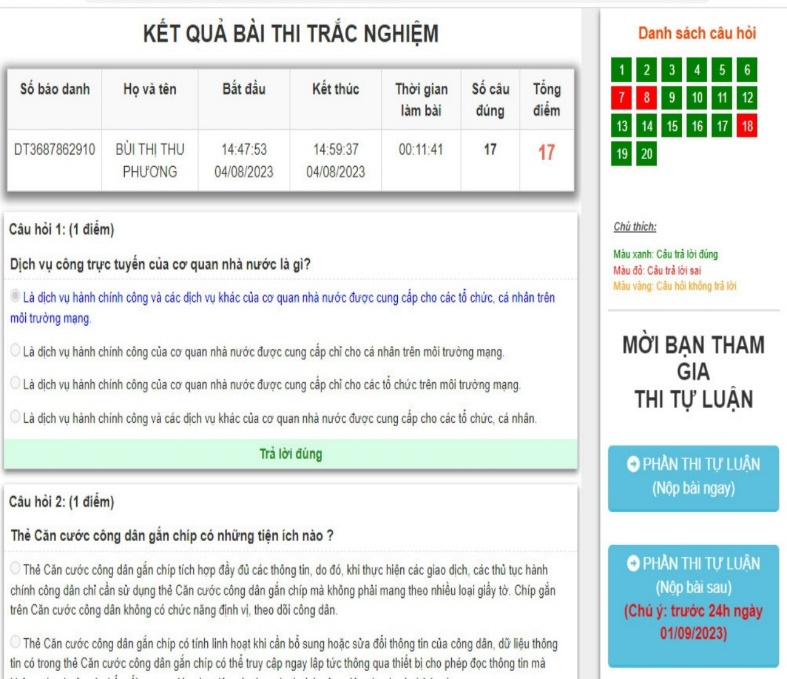 KẾT QUẢ BÀI THI TRẮC NGHIỆM
Số báo danh
Họ và tên
Bắt đầu
Kết thúc
Thời gian
làm bài
Số câu
đúng
Tổng
điểm
DT3687862910
BÙI THỊ THU
PHƯƠNG
14:47:53
04/08/2023
14:59:37
04/08/2023
00:11:41
17
17
Câu hỏi 1: (1 điểm)
Dịch vụ công trực tuyến của cơ quan nhà nước là gì?
Là dịch vụ hành chính công và các dịch vụ khác của cơ quan nhà nước được cung cấp cho các tổ chức, cá nhân trên
môi trường mạng.
Là dịch vụ hành chính công của cơ quan nhà nước được cung cấp chỉ cho cá nhân trên môi trường mạng.
Là dịch vụ hành chính công của cơ quan nhà nước được cung cấp chỉ cho các tổ chức trên môi trường mạng.
Là dịch vụ hành chính công và các dịch vụ khác của cơ quan nhà nước được cung cấp cho các tổ chức, cá nhân.
Trả lời đúng
Câu hỏi 2: (1 điểm)
Thẻ Căn cước công dân gắn chíp có những tiện ích nào ?
Thẻ Căn cước công dân gắn chíp tích hợp đầy đủ các thông tin, do đó, khi thực hiện các giao dịch, các thủ tục hành
chính công dân chỉ cần sử dụng thẻ Căn cước công dân gắn chíp mà không phải mang theo nhiều loại giấy tờ. Chíp gắn
trên Căn cước công dân không có chức năng định vị, theo dõi công dân.
Thẻ Căn cước công dân gắn chíp có tính linh hoạt khi cần bổ sung hoặc sửa đổi thông tin của công dân, dữ liệu thông
tin có trong thẻ Căn cước công dân gắn chíp có thể truy cập ngay lập tức thông qua thiết bị cho phép đọc thông tin mà
Danh sách câu hỏi
1 2 3 4 5 6
7 8 9 10 11 12
13 14 15 16 17 18
19 20
Chú thích:
Màu xanh: Câu trả lời đúng
Màu đỏ: Câu trả lời sai
Màu vàng: Câu hỏi không trả lời
MỜI BẠN THAM
GIA
THI TỰ LUẬN
PHẦN THI TỰ LUẬN
(Nộp bài ngay)
PHẦN THI TỰ LUẬN
(Nộp bài sau)
(Chú ý: trước 24h ngày
01/09/2023)